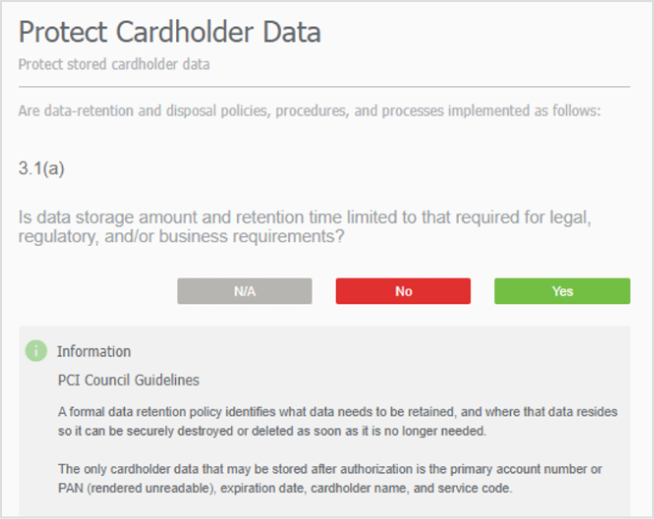 Protect Cardholder Data
Protect stored cardholder data
Are data-retention and disposal policies, procedures, and processes implemented as follows:
3.1(a)
Is data storage amount and retention time limited to that required for legal,
regulatory, and/or business requirements?
N/A
No
Yes
i
Information
PCI Council Guidelines
A formal data retention policy identifies what data needs to be retained, and where that data resides
so it can be securely destroyed or deleted as soon as it is no longer needed.
The only cardholder data that may be stored after authorization is the primary account number or
PAN (rendered unreadable), expiration date, cardholder name, and service code.